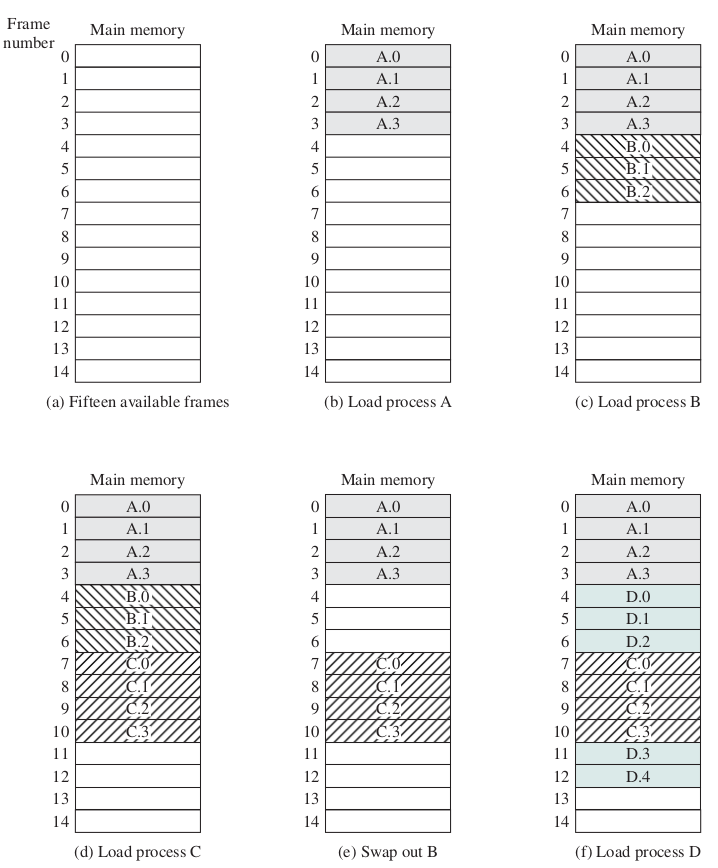 Frame
number
Main memory
0
1
2
3
4
5
6
7
8
9
10
11
12
13
14
(a) Fifteen available frames
Main memory
0 A.0
1 A.1
2 A.2
3 A.3
4
5
6
7
8
9
10
11
12
13
14
(b) Load process A
Main memory
0 A.0
1 A.1
2 A.2
3 A.3
4 B.0
5 B.1
6 B.2
7
8
9
10
11
12
13
14
(c) Load process B
Main memory
0 A.0
1 A.1
2 A.2
3 A.3
4 B.0
5 B.1
6 B.2
7 C.0
8 C.1
9 C.2
10 C.3
11
12
13
14
(d) Load process C
Main memory
0 A.0
1 A.1
2 A.2
3 A.3
4
5
6
7 C.0
8 C.1
9 C.2
10 C.3
11
12
13
14
(e) Swap out B
Main memory
0 A.0
1 A.1
2 A.2
3 A.3
4 D.0
5 D.1
6 D.2
7 C.0
8 C.1
9 C.2
10 C.3
11 D.3
12 D.4
13
14
(f) Load process D